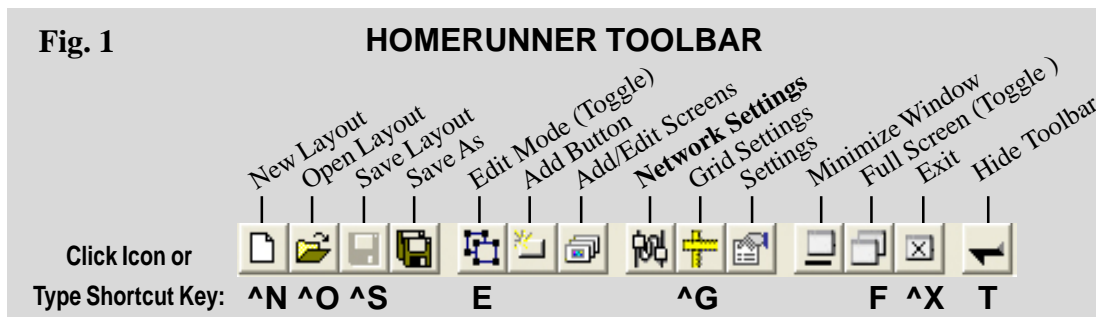 Fig. 1
HOMERUNNER TOOLBAR
New Layout
Open Layout
Save Layout
Save As
Edit Mode (Toggle)
Add Button
Add/Edit Screens
Network Settings
Grid Settings
Settings
Minimize Window
Full Screen (Toggle )
Exit
Hide Toolbar
Click Icon or
Type Shortcut Key: ^N ^O ^S E ^G F ^X T